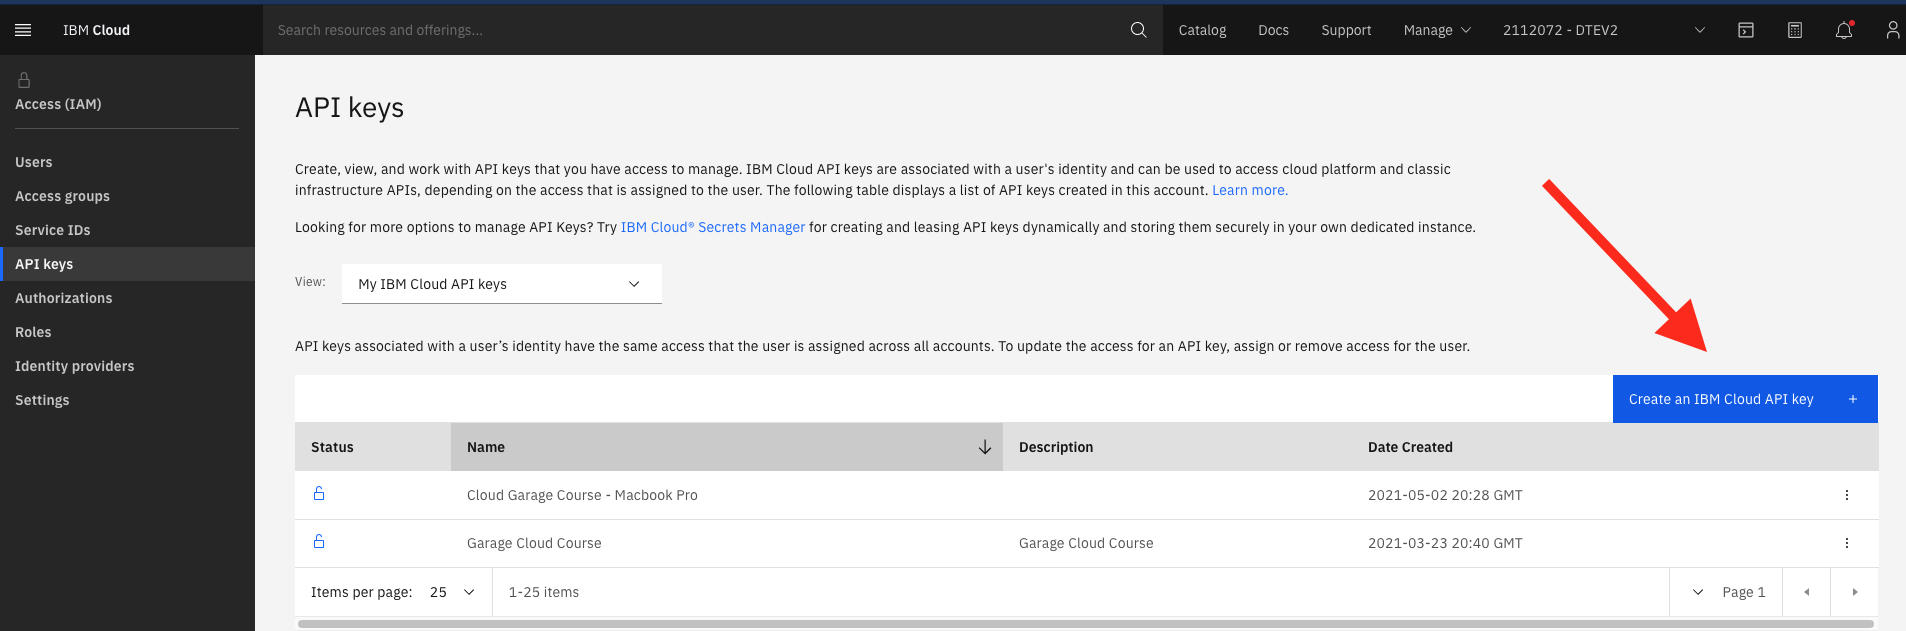 IBM Cloud
Search resources and offerings...
Catalog
Docs
Support
Manage
2112072 - DTEV2
Access (IAM)
Users
Access groups
Service IDs
API keys
Authorizations
Roles
Identity providers
Settings
API keys
Create, view, and work with API keys that you have access to manage. IBM Cloud API keys are associated with a user's identity and can be used to access cloud platform and classic
infrastructure APIs, depending on the access that is assigned to the user. The following table displays a list of API keys created in this account. Learn more.
Looking for more options to manage API Keys? Try IBM Cloud® Secrets Manager for creating and leasing API keys dynamically and storing them securely in your own dedicated instance.
View:
My IBM Cloud API keys
API keys associated with a user’s identity have the same access that the user is assigned across all accounts. To update the access for an API key, assign or remove access for the user.
Create an IBM Cloud API key +
Status Name Description Date Created
Cloud Garage Course - Macbook Pro 2021-05-02 20:28 GMT
Garage Cloud Course Garage Cloud Course 2021-03-23 20:40 GMT
Items per page: 25 1-25 items Page 1